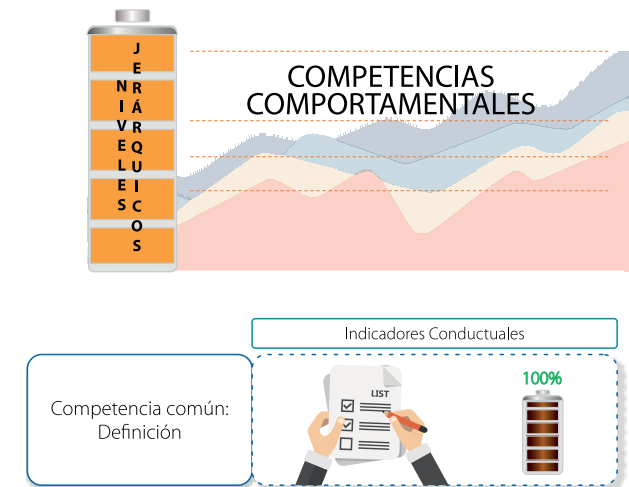 NIVELES
JERÁRQUICOS
COMPETENCIAS
COMPORTAMENTALES
Indicadores Conductuales
Competencia común:
Definición
LIST
100%